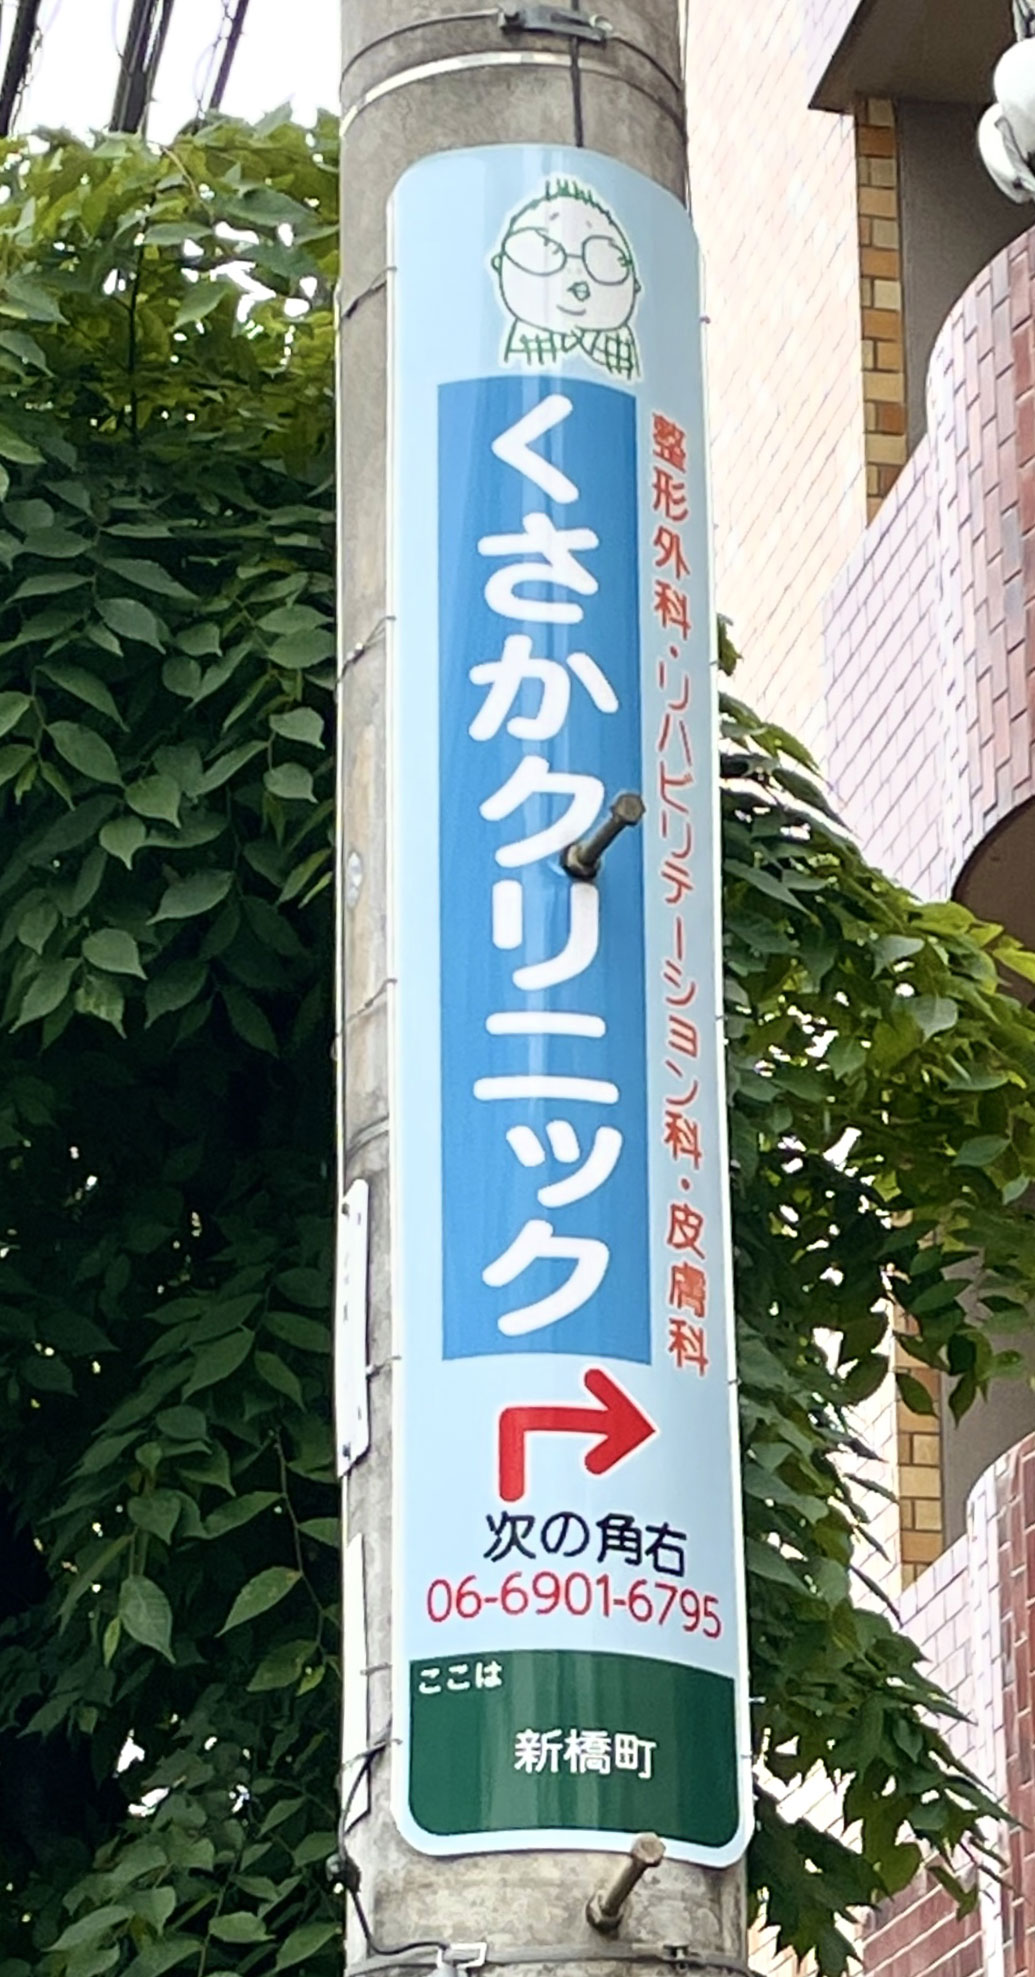 整形外科・リハビリテーション科・皮膚科
くさかクリニック
次の角右
06-6901-6795
ここは
新橋町